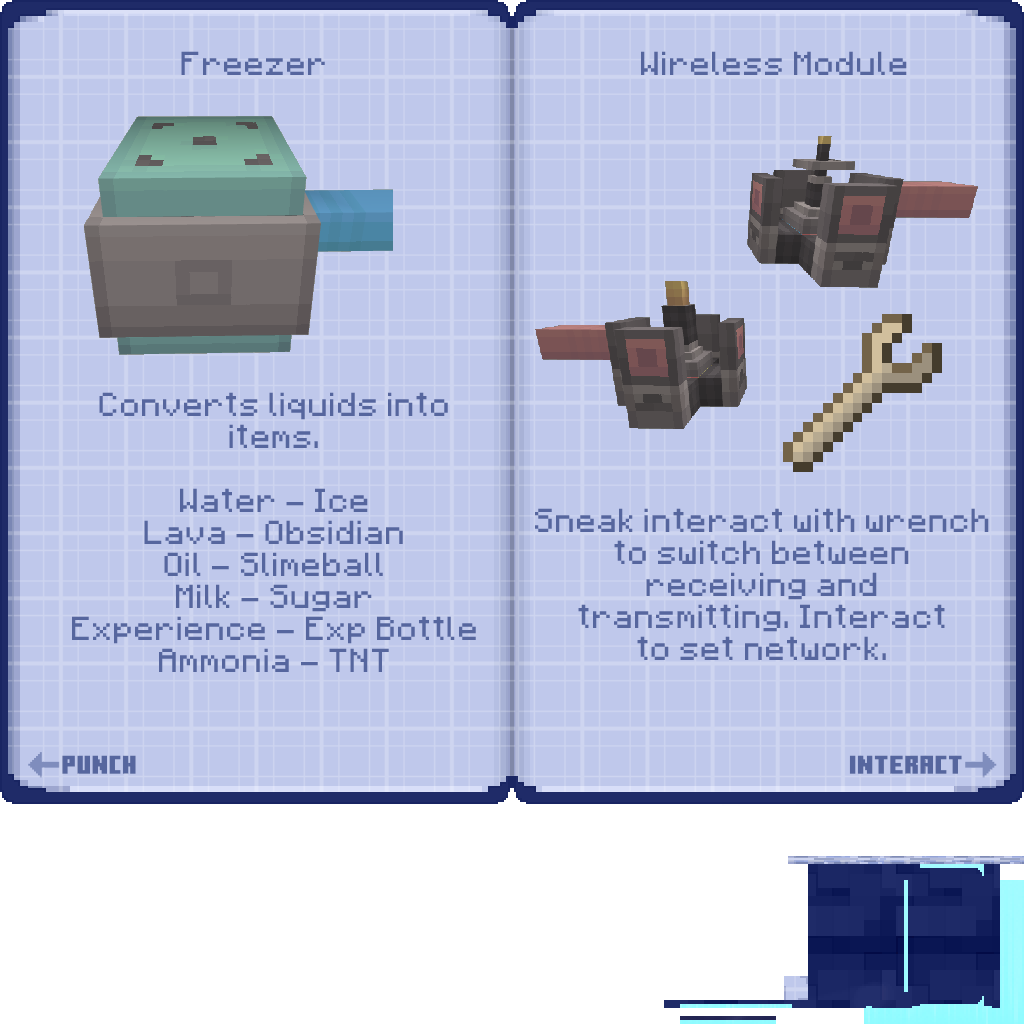 Freezer
Converts liquids into
items.
Water – Ice
Lava – Obsidian
Oil – Slimeball
Milk – Sugar
Experience – Exp Bottle
Ammonia – TNT
PUNCH
Wireless Module
Sneak interact with wrench
to switch between
receiving and
transmitting. Interact
to set network.
INTERACT